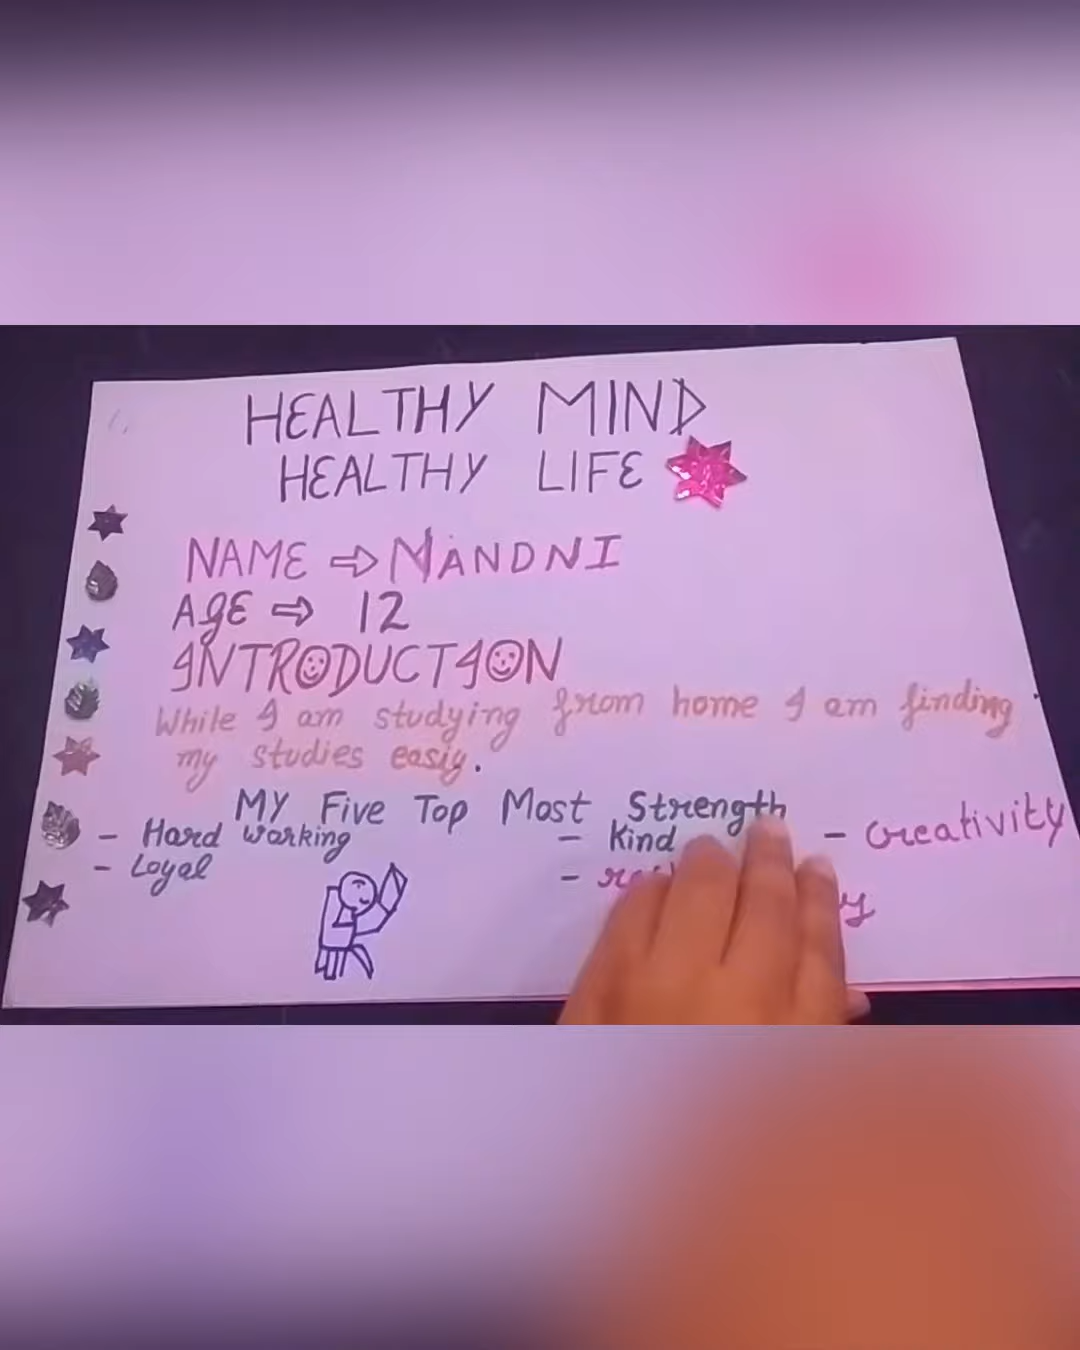 HEALTHY MIND
HEALTHY LIFE
NAME ⇨ NANDNI
AGE ⇨ 12
INTRODUCTION
While I am studying from home I am finding
my studies easiy.
MY Five Top Most Strength
- Hard working - Kind - creativity
- Loyal -